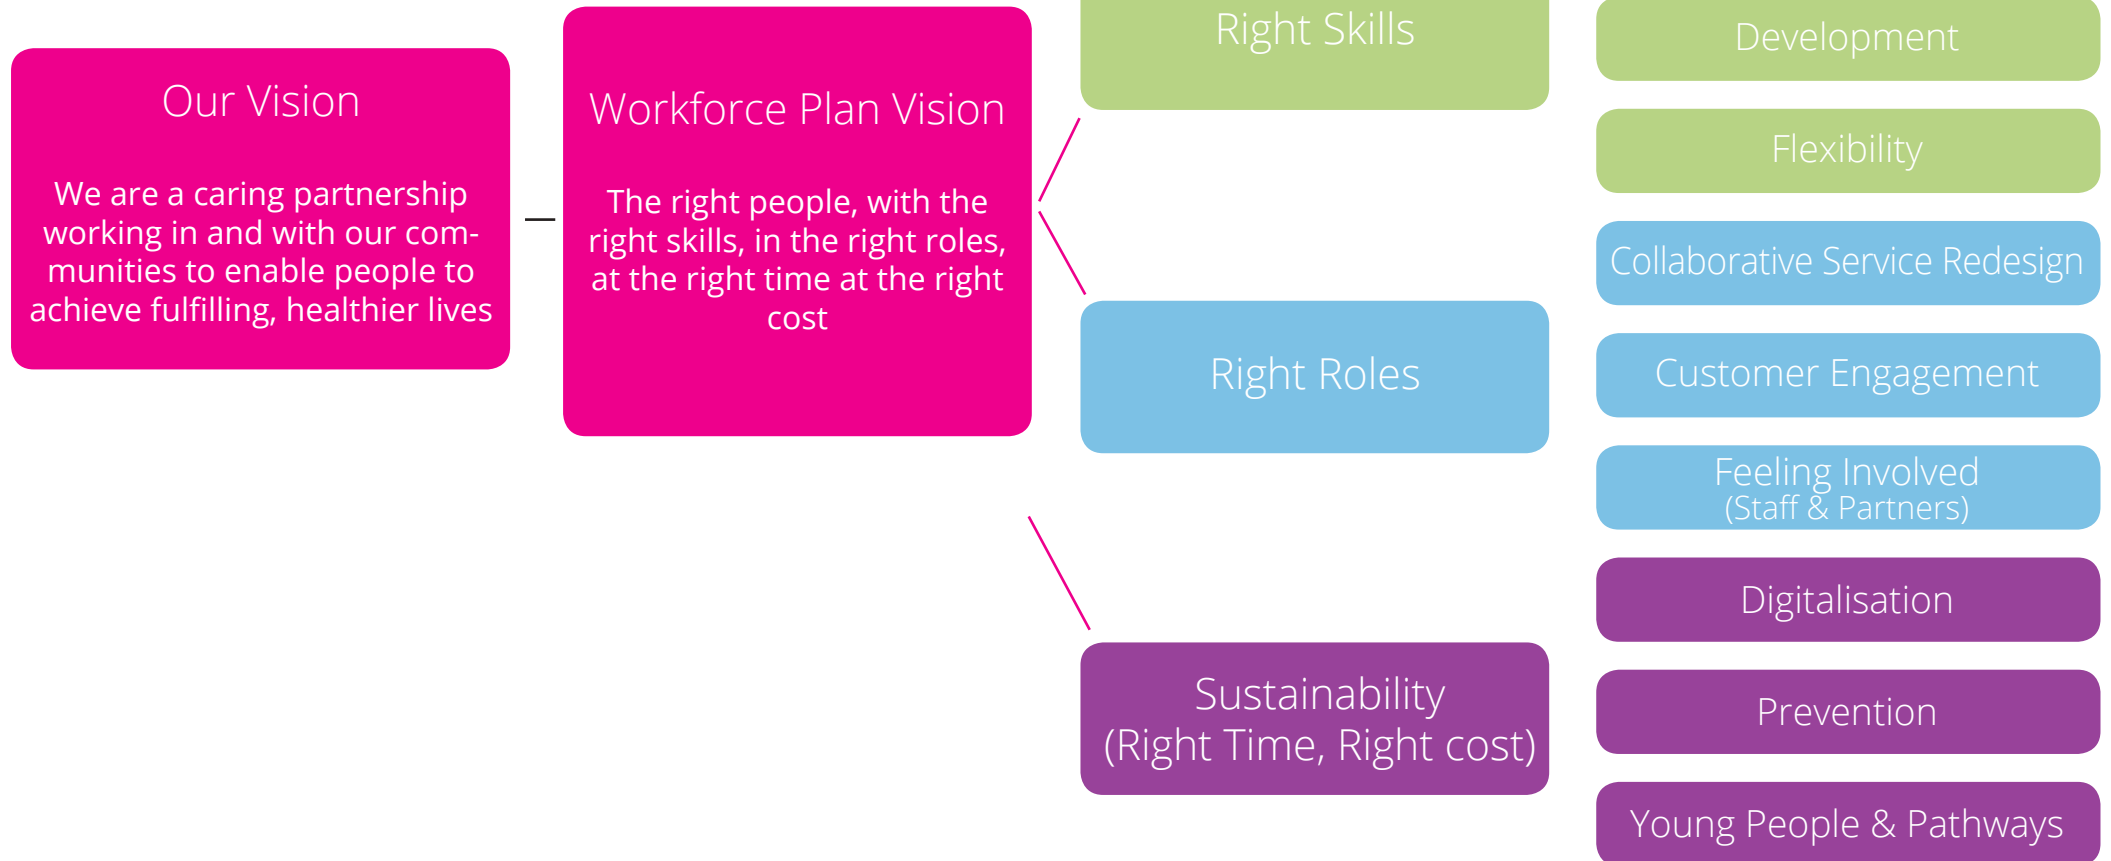 Our Vision
We are a caring partnership
working in and with our com-
munities to enable people to
achieve fulfilling, healthier lives
Workforce Plan Vision
The right people, with the
right skills, in the right roles,
at the right time at the right
cost
Right Skills
Right Roles
Sustainability
(Right Time, Right cost)
Development
Flexibility
Collaborative Service Redesign
Customer Engagement
Feeling Involved
(Staff & Partners)
Digitalisation
Prevention
Young People & Pathways